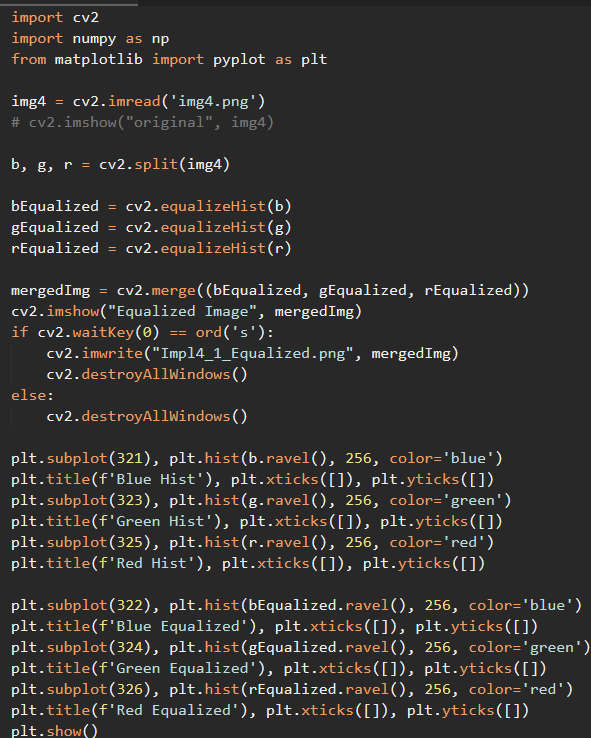 import cv2
import numpy as np
from matplotlib import pyplot as plt

img4 = cv2.imread('img4.png')
# cv2.imshow("original", img4)

b, g, r = cv2.split(img4)

bEqualized = cv2.equalizeHist(b)
gEqualized = cv2.equalizeHist(g)
rEqualized = cv2.equalizeHist(r)

mergedImg = cv2.merge((bEqualized, gEqualized, rEqualized))
cv2.imshow("Equalized Image", mergedImg)
if cv2.waitKey(0) == ord('s'):
    cv2.imwrite("Impl4_1_Equalized.png", mergedImg)
    cv2.destroyAllWindows()
else:
    cv2.destroyAllWindows()

plt.subplot(321), plt.hist(b.ravel(), 256, color='blue')
plt.title(f'Blue Hist'), plt.xticks([]), plt.yticks([])
plt.subplot(323), plt.hist(g.ravel(), 256, color='green')
plt.title(f'Green Hist'), plt.xticks([]), plt.yticks([])
plt.subplot(325), plt.hist(r.ravel(), 256, color='red')
plt.title(f'Red Hist'), plt.xticks([]), plt.yticks([])

plt.subplot(322), plt.hist(bEqualized.ravel(), 256, color='blue')
plt.title(f'Blue Equalized'), plt.xticks([]), plt.yticks([])
plt.subplot(324), plt.hist(gEqualized.ravel(), 256, color='green')
plt.title(f'Green Equalized'), plt.xticks([]), plt.yticks([])
plt.subplot(326), plt.hist(rEqualized.ravel(), 256, color='red')
plt.title(f'Red Equalized'), plt.xticks([]), plt.yticks([])
plt.show()